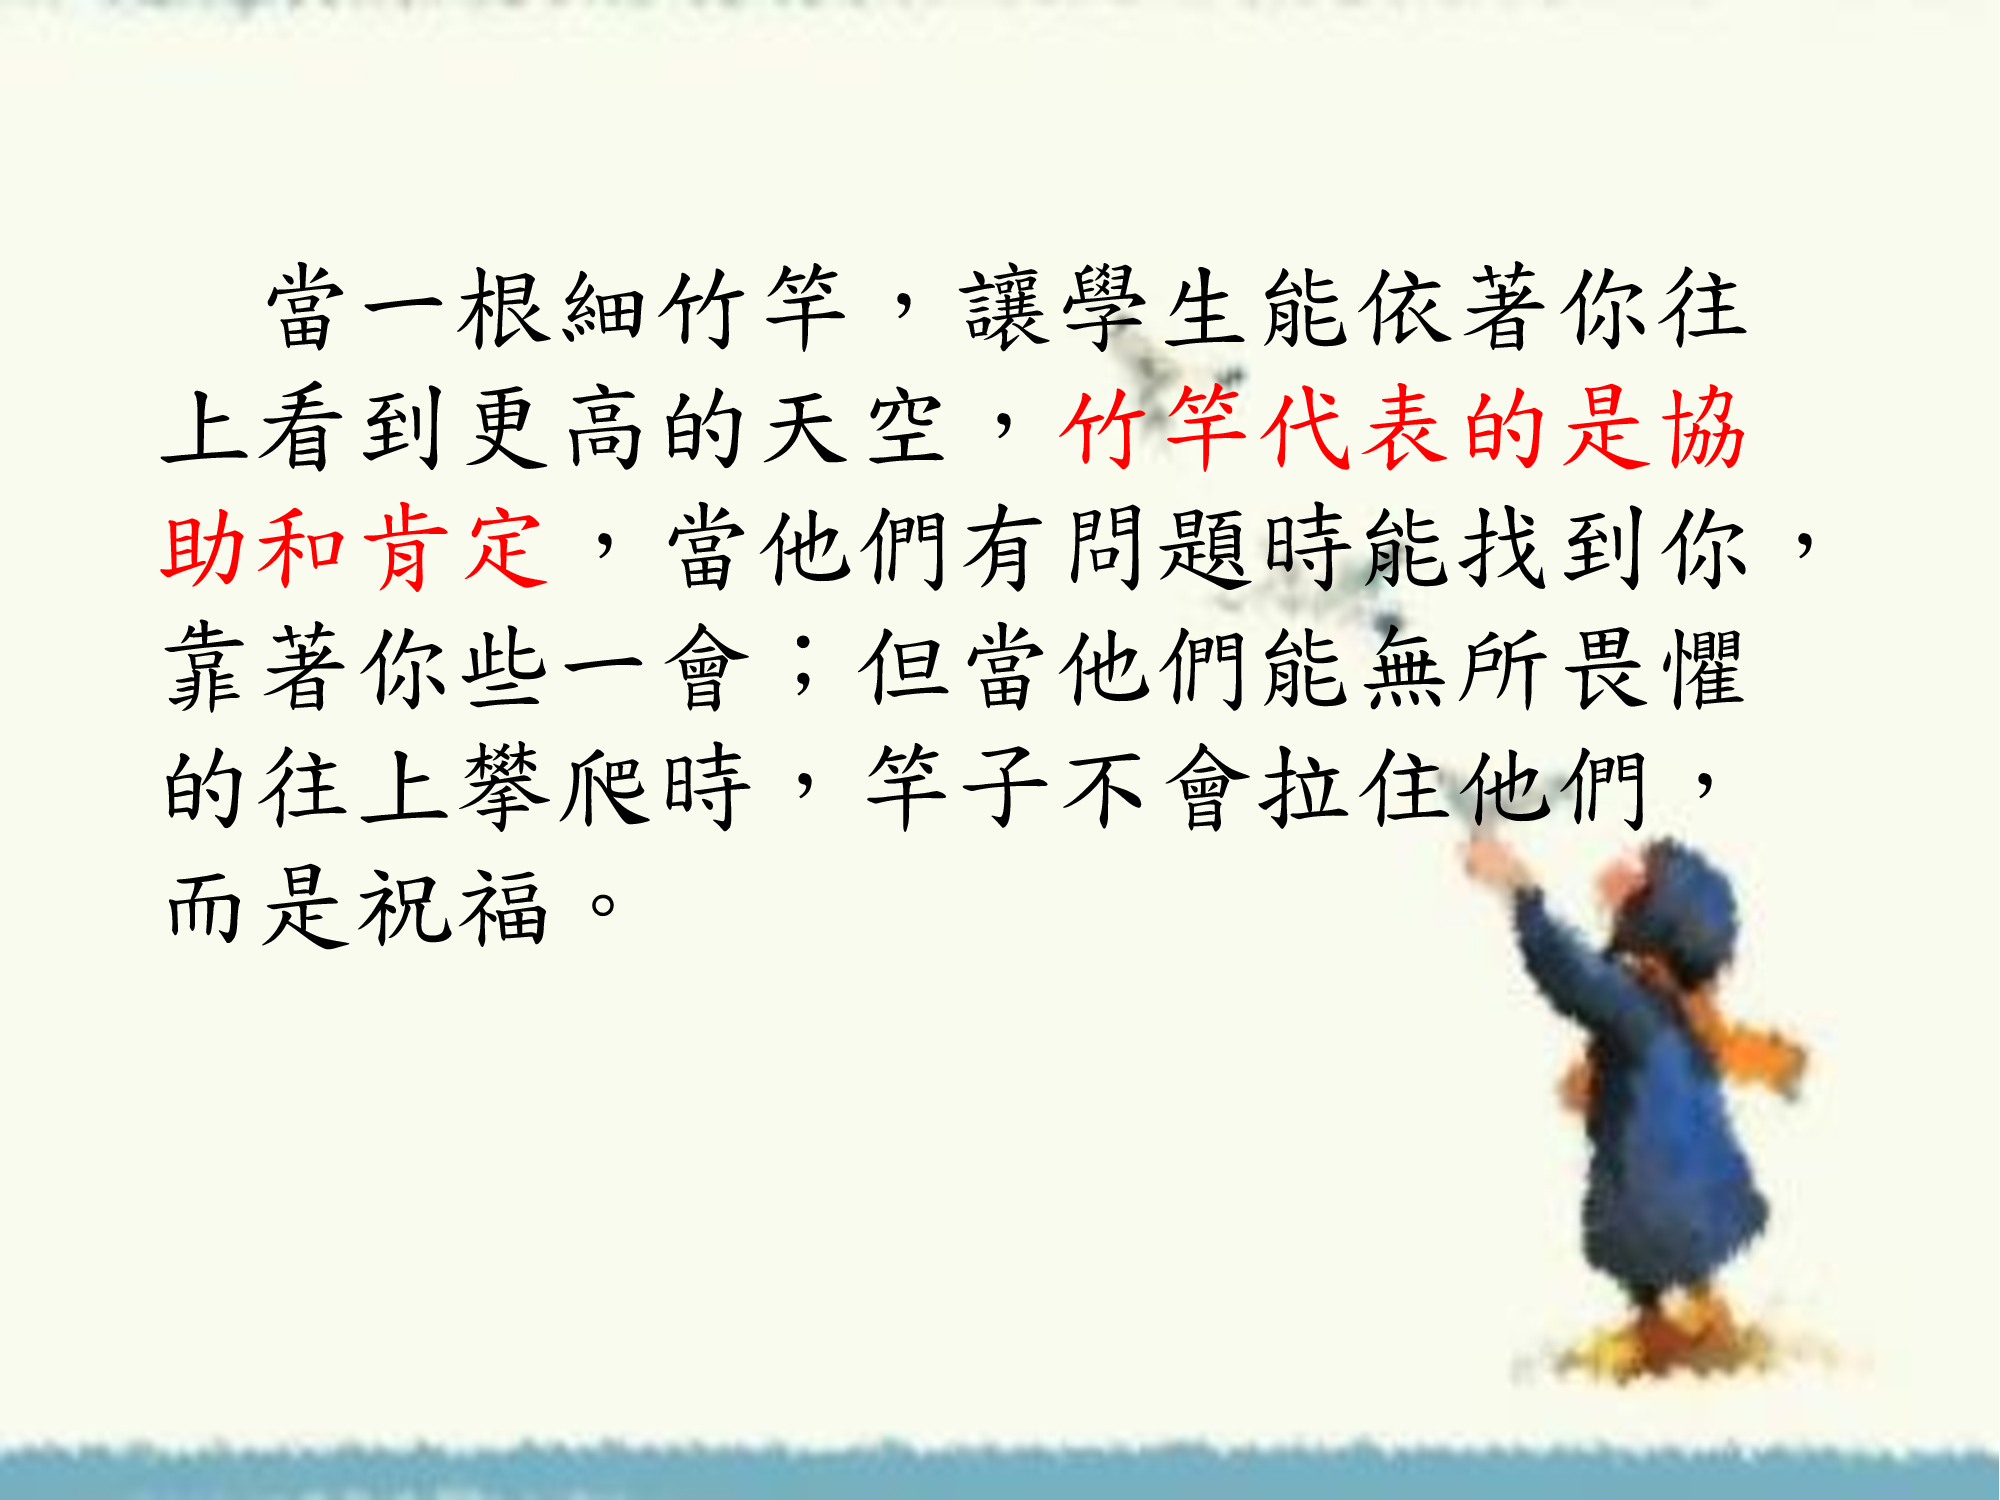 當一根細竹竿，讓學生能依著你往
上看到更高的天空，竹竿代表的是協
助和肯定，當他們有問題時能找到你，
靠著你些一會；但當他們能無所畏懼
的往上攀爬時，竿子不會拉住他們，
而是祝福。